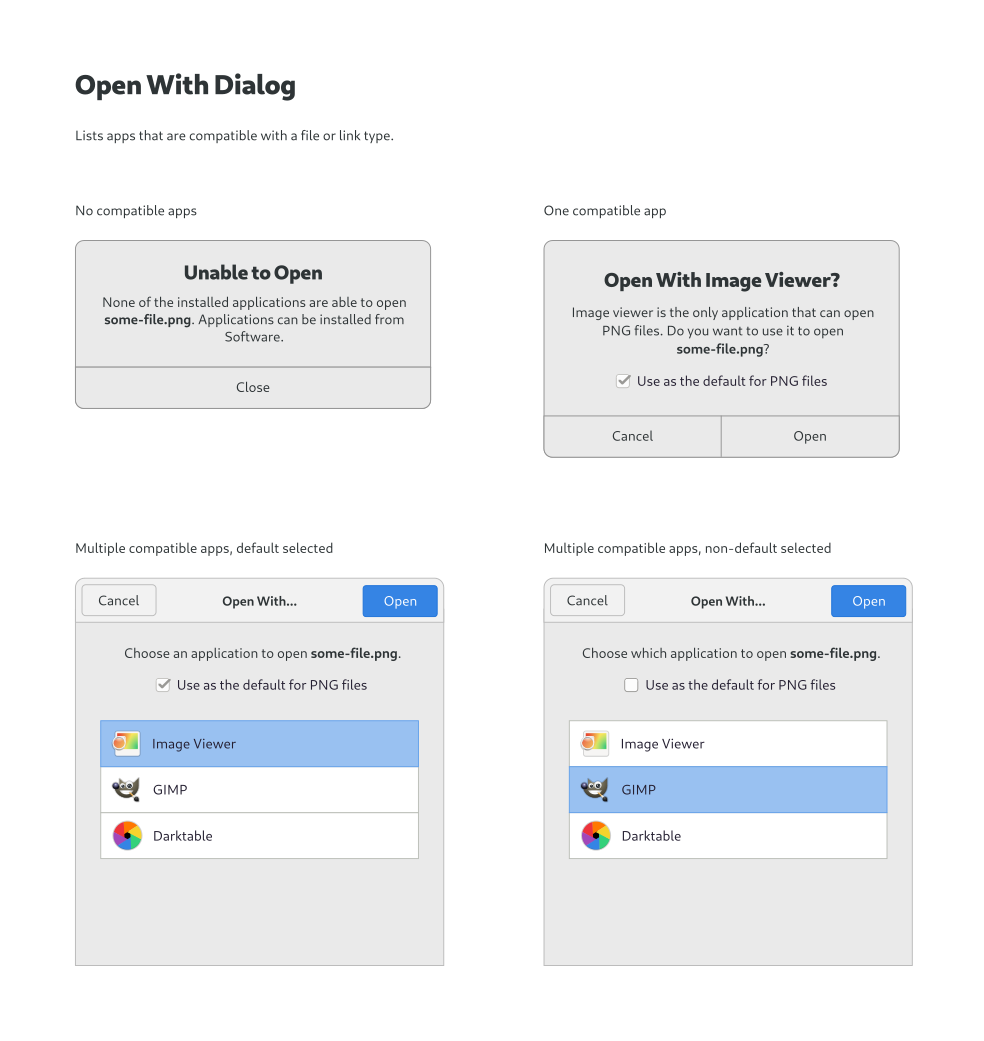 Open With Dialog
Lists apps that are compatible with a file or link type.
No compatible apps
Unable to Open
None of the installed applications are able to open
some-file.png. Applications can be installed from
Software.
Close
One compatible app
Open With Image Viewer?
Image viewer is the only application that can open
PNG files. Do you want to use it to open
some-file.png?
Use as the default for PNG files
Cancel
Open
Multiple compatible apps, default selected
Cancel
Open With...
Open
Choose an application to open some-file.png.
Use as the default for PNG files
Image Viewer
GIMP
Darktable
Multiple compatible apps, non-default selected
Cancel
Open With...
Open
Choose which application to open some-file.png.
Use as the default for PNG files
Image Viewer
GIMP
Darktable